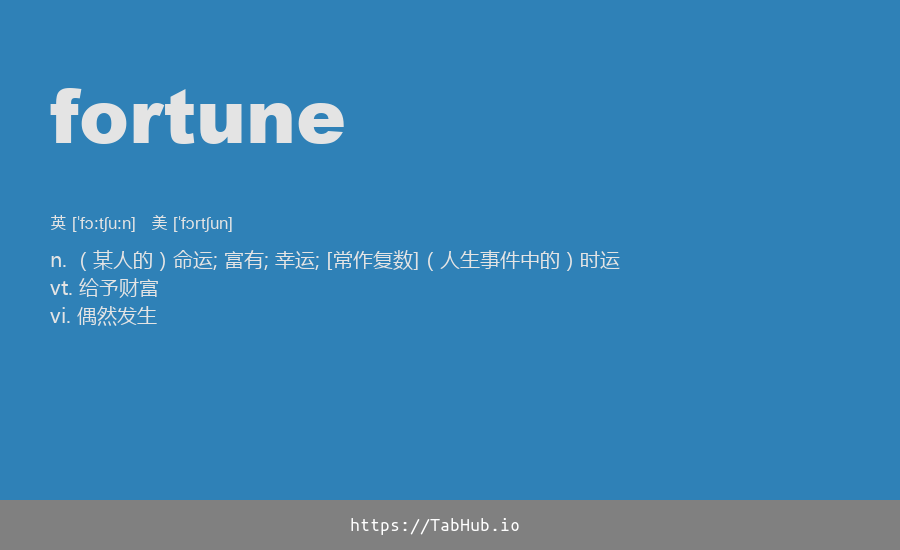 fortune
英 [ˈfɔːtʃuːn] 美 [ˈfɔrtʃun]
n. （某人的）命运; 富有; 幸运; [常作复数]（人生事件中的）时运
vt. 给予财富
vi. 偶然发生
https://TabHub.io